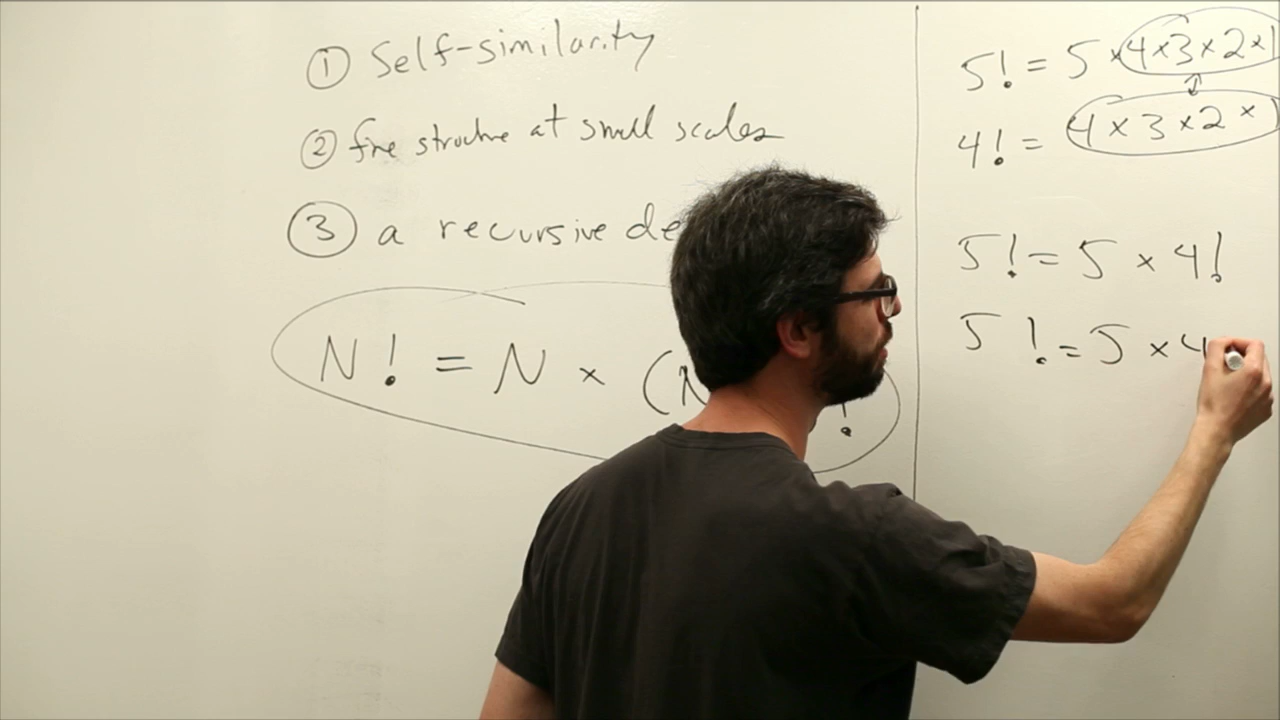 ① Self-similarity
② fine structure at small scales
③ a recursive de
N! = N × (N !
5! = 5 × 4×3×2×1
4! = 4×3×2×
5! = 5 × 4!
5! = 5 × 4